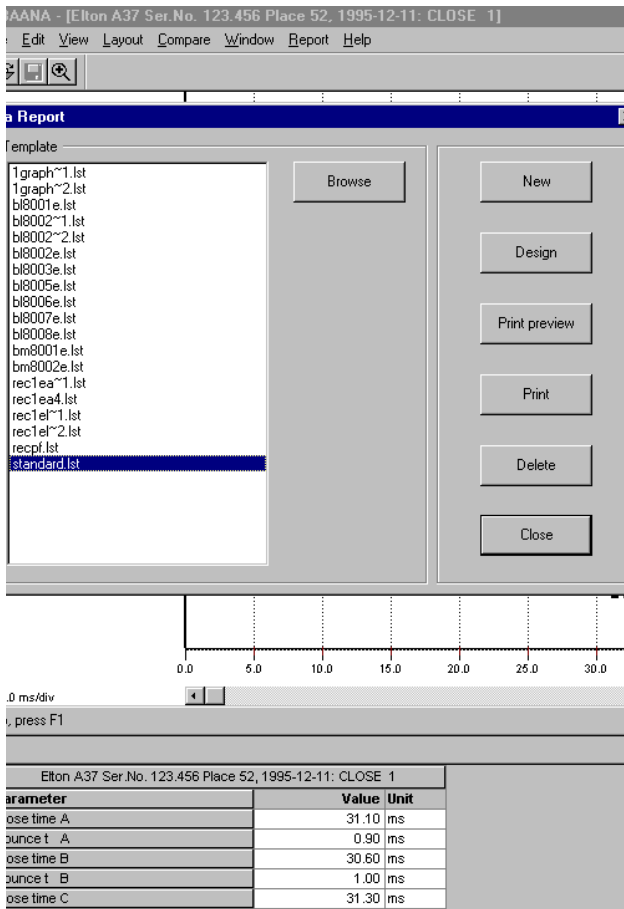 BAANA - [Elton A37 Ser.No. 123.456 Place 52, 1995-12-11: CLOSE 1]
Edit View Layout Compare Window Report Help
a Report
Template
1graph~1.lst
1graph~2.lst
bl8001e.lst
bl8002~1.lst
bl8002~2.lst
bl8002e.lst
bl8003e.lst
bl8005e.lst
bl8006e.lst
bl8007e.lst
bl8008e.lst
bm8001e.lst
bm8002e.lst
rec1ea~1.lst
rec1ea4.lst
rec1el~1.lst
rec1el~2.lst
recpf.lst
standard.lst
Browse
New
Design
Print preview
Print
Delete
Close
0.0 5.0 10.0 15.0 20.0 25.0 30.0
.0 ms/div
, press F1
Elton A37 Ser.No. 123.456 Place 52, 1995-12-11: CLOSE 1
arameter Value Unit
ose time A 31.10 ms
ounce t A 0.90 ms
ose time B 30.60 ms
ounce t B 1.00 ms
ose time C 31.30 ms